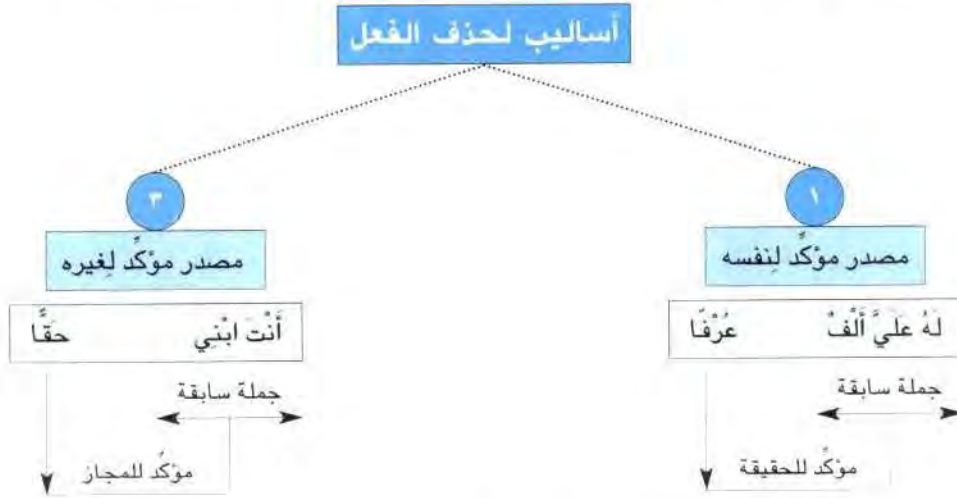 أساليب لحذف الفعل
١
مصدر مؤكِّد لِنفسه
لَهُ عَلَيَّ أَلْفٌ عُرْفًا
جملة سابقة
مؤكِّد للحقيقة
٣
مصدر مؤكِّد لِغيره
أَنْتَ ابْنِي حقًّا
جملة سابقة
مؤكِّد للمجاز